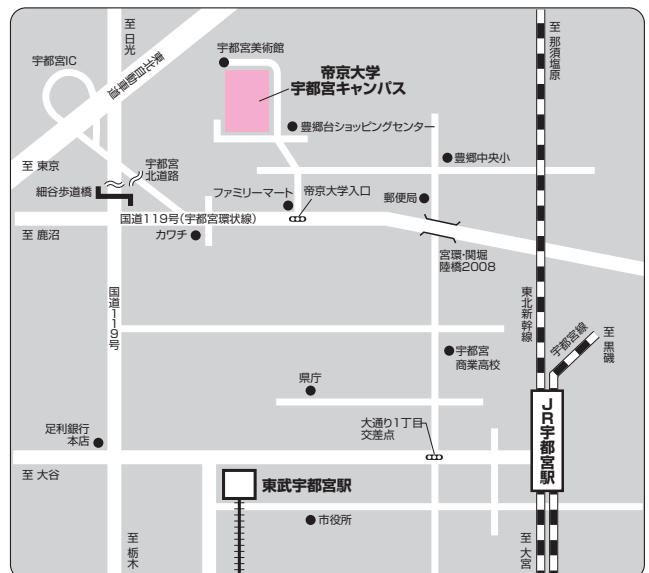 至 日光
宇都宮IC
東北自動車道
宇都宮美術館
帝京大学
宇都宮キャンパス
至 那須塩原
豊郷台ショッピングセンター
至 東京
宇都宮
北道路
豊郷中央小
細谷歩道橋
ファミリーマート
帝京大学入口
郵便局
国道119号(宇都宮環状線)
至 鹿沼
カワチ
宮環・関堀
陸橋2008
国道119号
東北新幹線
宇都宮線
至 黒磯
宇都宮
商業高校
県庁
JR宇都宮駅
足利銀行
本店
大通り1丁目
交差点
至 大谷
東武宇都宮駅
市役所
至 栃木
至 大宮